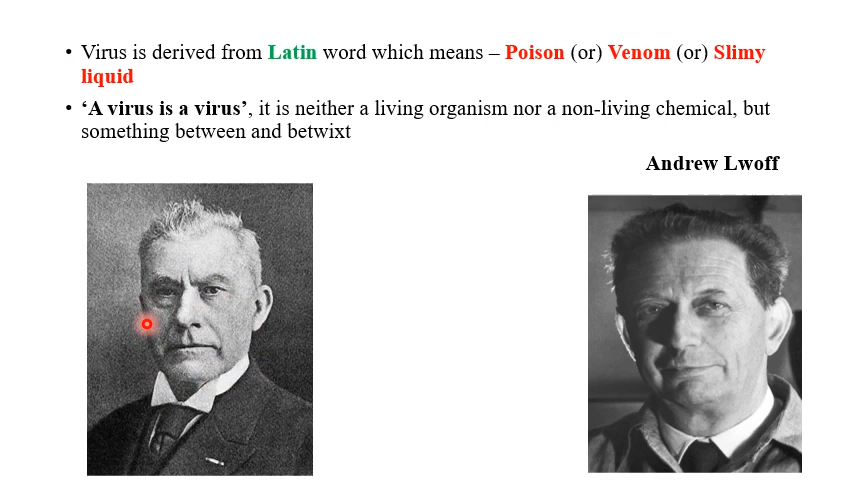 • Virus is derived from Latin word which means – Poison (or) Venom (or) Slimy
liquid
• ‘A virus is a virus’, it is neither a living organism nor a non-living chemical, but
something between and betwixt
Andrew Lwoff